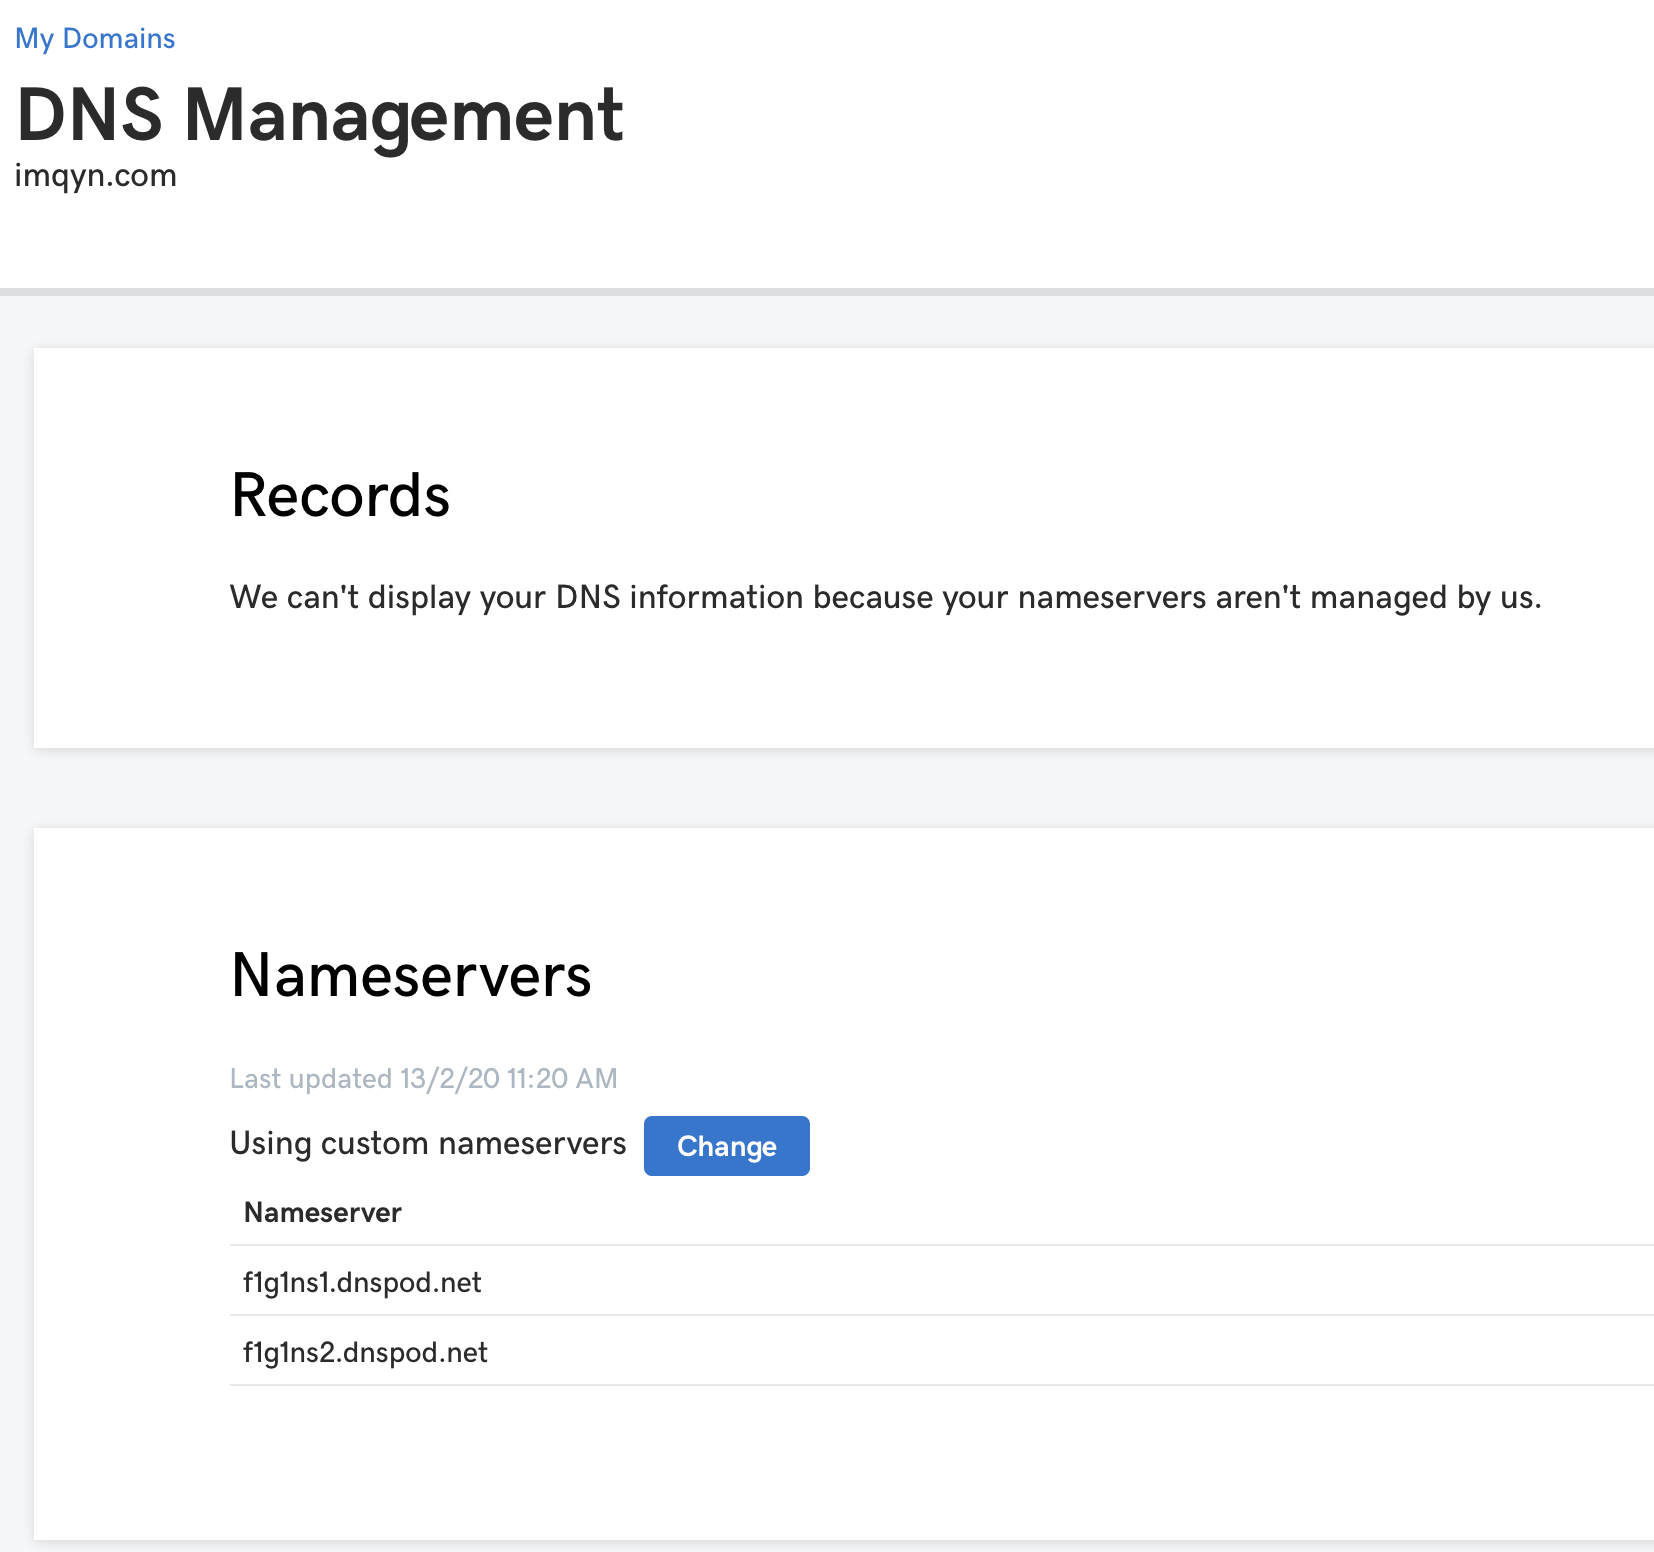 My Domains
DNS Management
imqyn.com
Records
We can't display your DNS information because your nameservers aren't managed by us.
Nameservers
Last updated 13/2/20 11:20 AM
Using custom nameservers Change
Nameserver
f1g1ns1.dnspod.net
f1g1ns2.dnspod.net